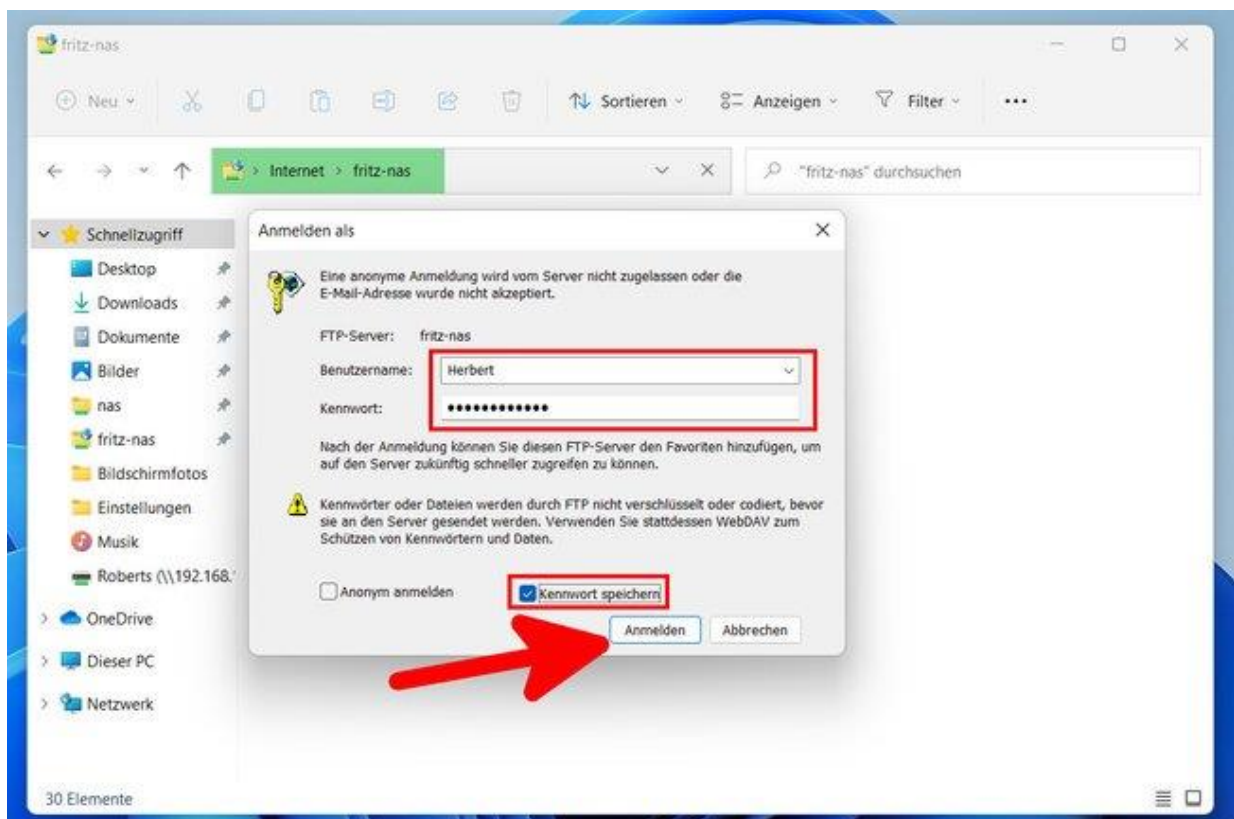 fritz-nas
Neu
Sortieren
Anzeigen
Filter
Internet > fritz-nas
"fritz-nas" durchsuchen
Schnellzugriff
Desktop
Downloads
Dokumente
Bilder
nas
fritz-nas
Bildschirmfotos
Einstellungen
Musik
Roberts (\\192.168.
OneDrive
Dieser PC
Netzwerk
Anmelden als
Eine anonyme Anmeldung wird vom Server nicht zugelassen oder die
E-Mail-Adresse wurde nicht akzeptiert.
FTP-Server: fritz-nas
Benutzername: Herbert
Kennwort: ••••••••••••
Nach der Anmeldung können Sie diesen FTP-Server den Favoriten hinzufügen, um
auf den Server zukünftig schneller zugreifen zu können.
Kennwörter oder Dateien werden durch FTP nicht verschlüsselt oder codiert, bevor
sie an den Server gesendet werden. Verwenden Sie stattdessen WebDAV zum
Schützen von Kennwörtern und Daten.
Anonym anmelden
Kennwort speichern
Anmelden
Abbrechen
30 Elemente